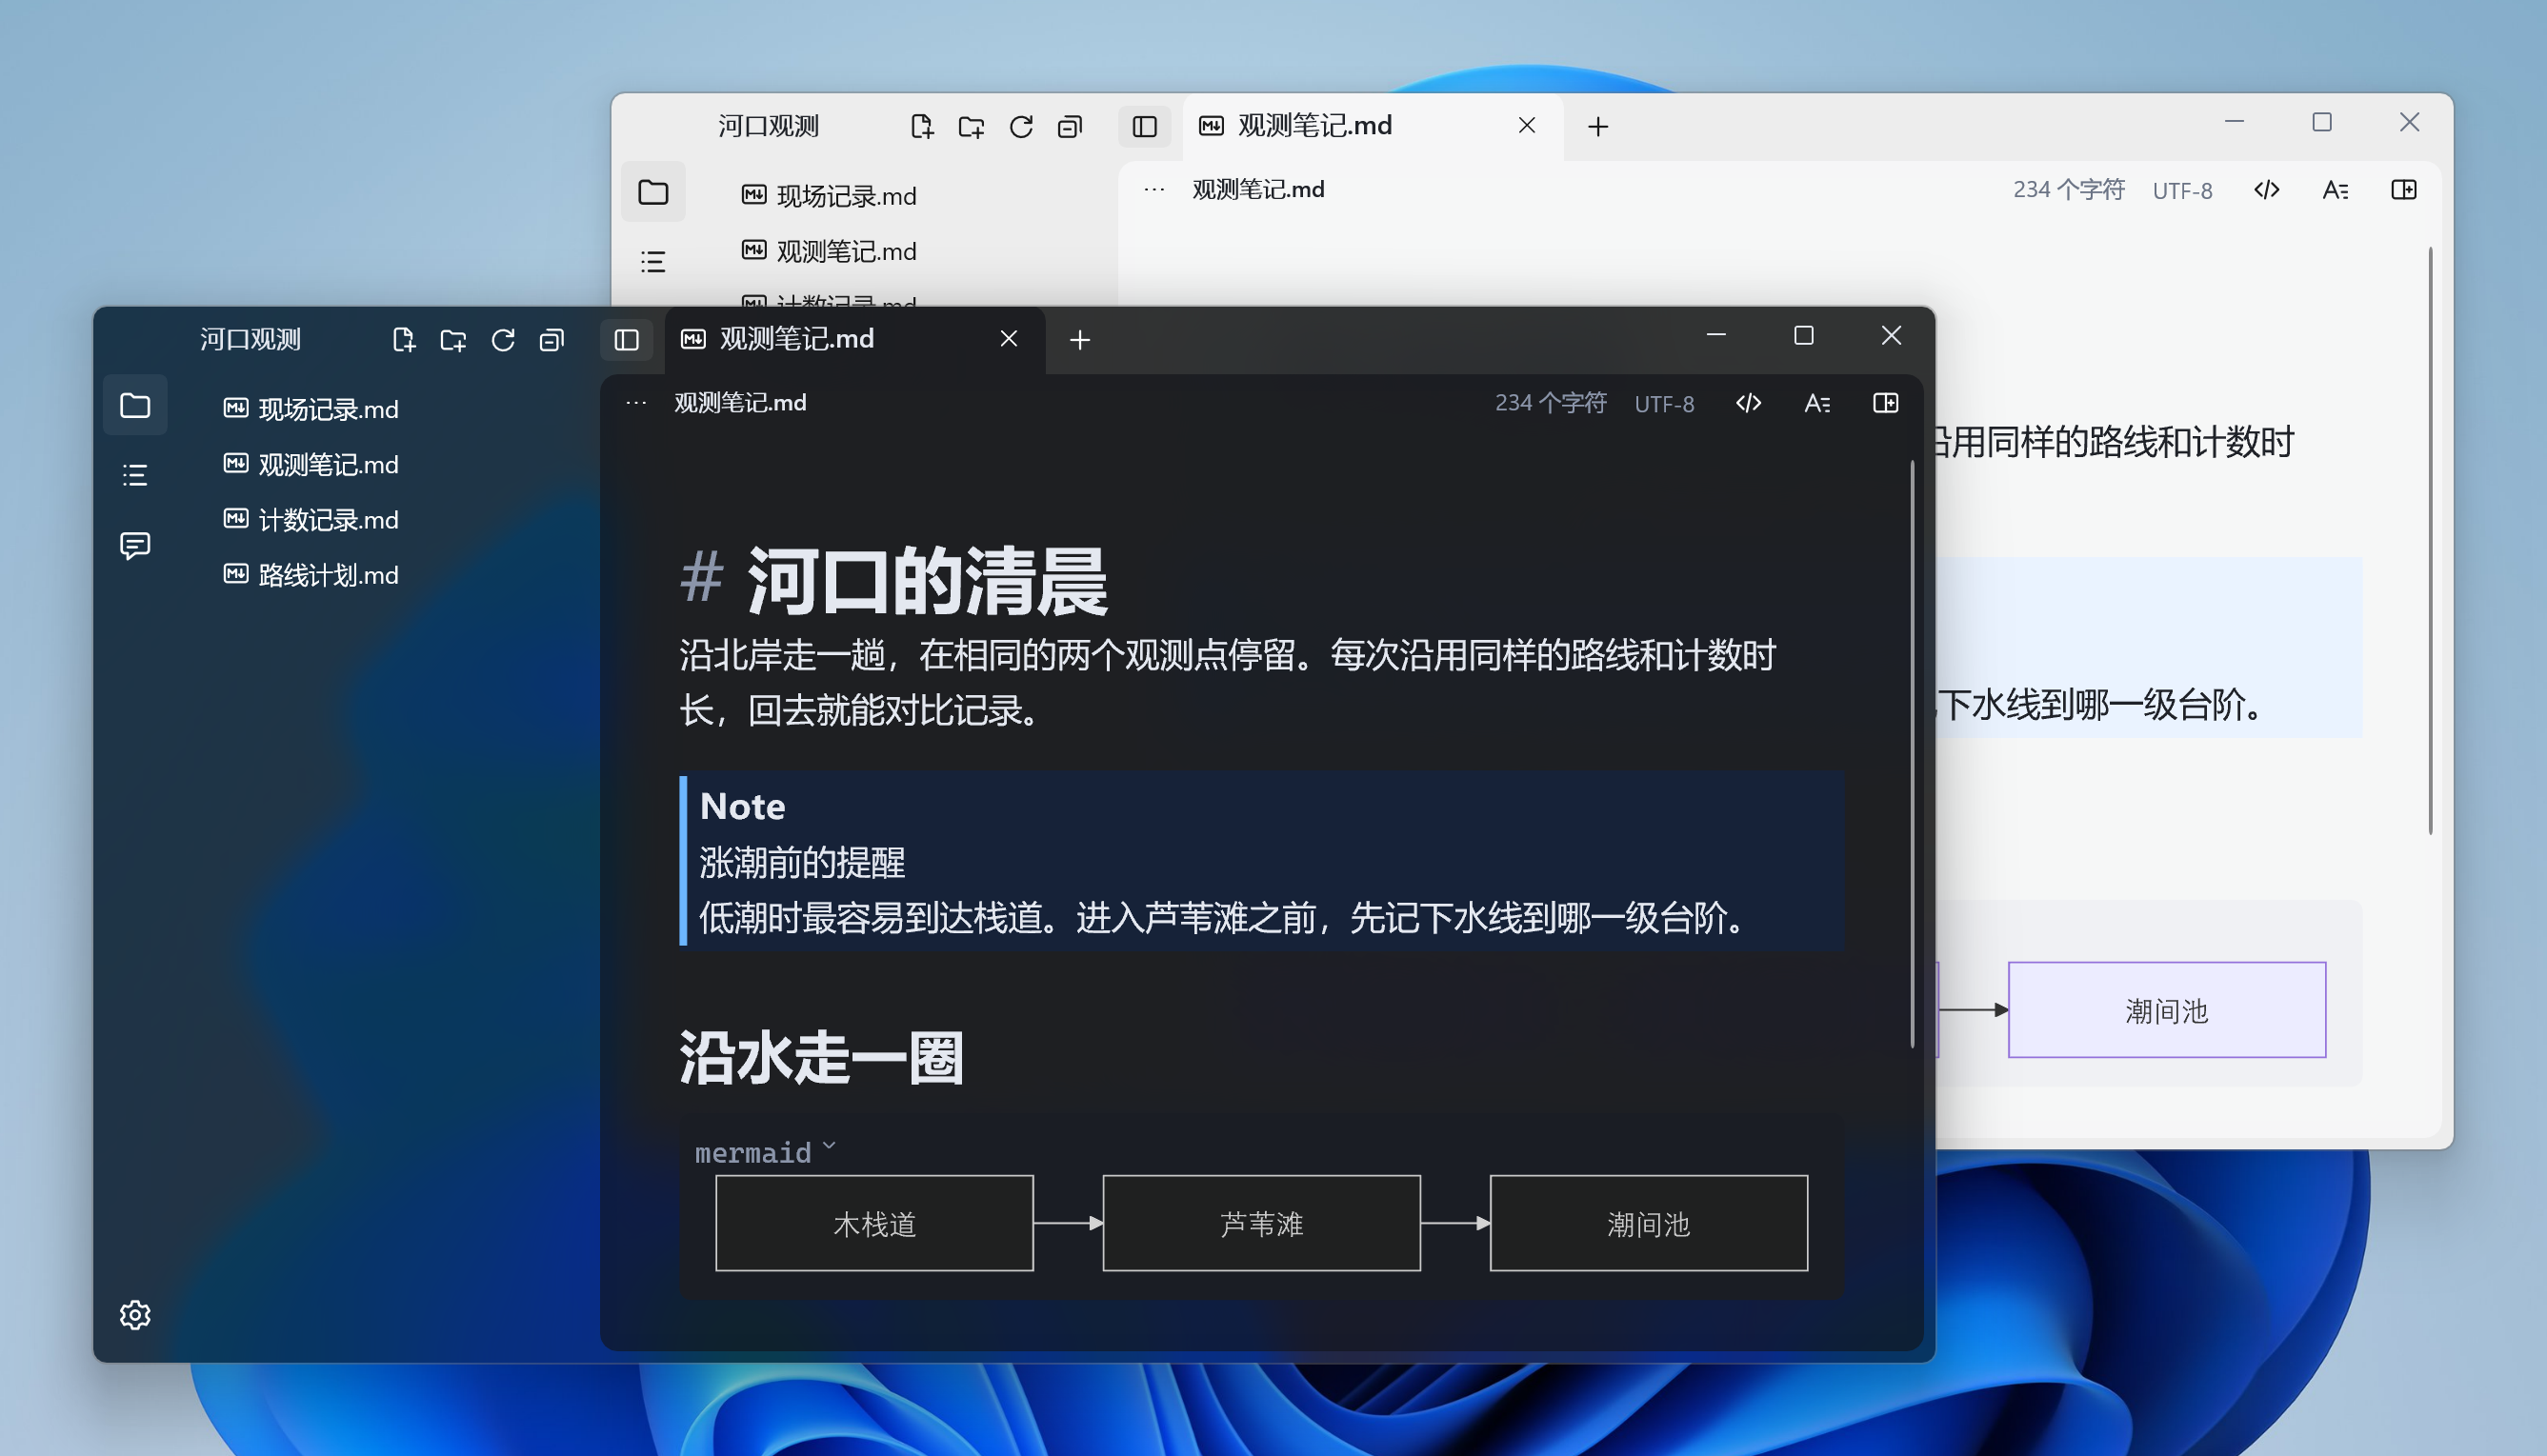 河口观测
观测笔记.md
现场记录.md
观测笔记.md
计数记录.md
观测笔记.md
234 个字符
UTF-8
沿用同样的路线和计数时
下水线到哪一级台阶。
潮间池
河口观测
观测笔记.md
现场记录.md
观测笔记.md
计数记录.md
路线计划.md
观测笔记.md
234 个字符
UTF-8
# 河口的清晨
沿北岸走一趟，在相同的两个观测点停留。每次沿用同样的路线和计数时
长，回去就能对比记录。
Note
涨潮前的提醒
低潮时最容易到达栈道。进入芦苇滩之前，先记下水线到哪一级台阶。
沿水走一圈
mermaid
木栈道
芦苇滩
潮间池